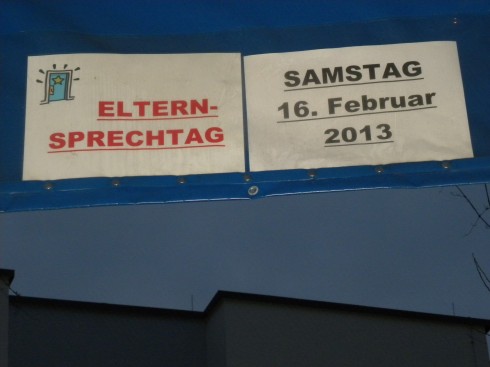 ELTERN-
SPRECHTAG
SAMSTAG
16. Februar
2013